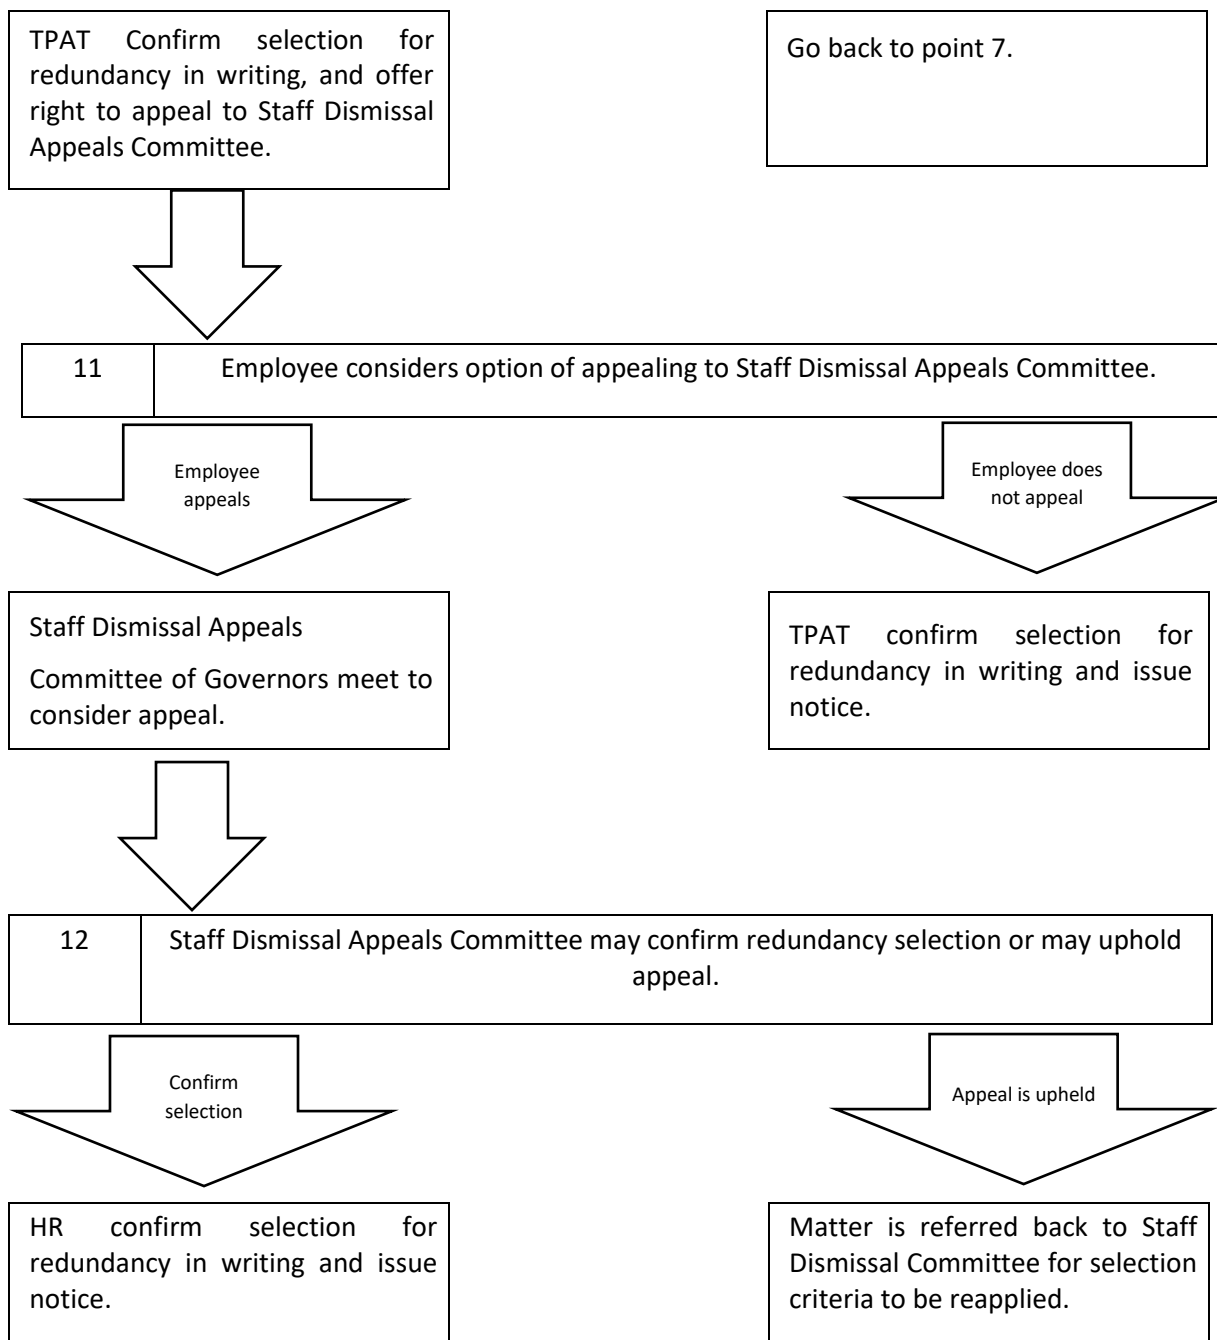 TPAT Confirm selection for
redundancy in writing, and offer
right to appeal to Staff Dismissal
Appeals Committee.
Go back to point 7.
11 Employee considers option of appealing to Staff Dismissal Appeals Committee.
Employee
appeals
Employee does
not appeal
Staff Dismissal Appeals
Committee of Governors meet to
consider appeal.
TPAT confirm selection for
redundancy in writing and issue
notice.
12 Staff Dismissal Appeals Committee may confirm redundancy selection or may uphold
appeal.
Confirm
selection
Appeal is upheld
HR confirm selection for
redundancy in writing and issue
notice.
Matter is referred back to Staff
Dismissal Committee for selection
criteria to be reapplied.